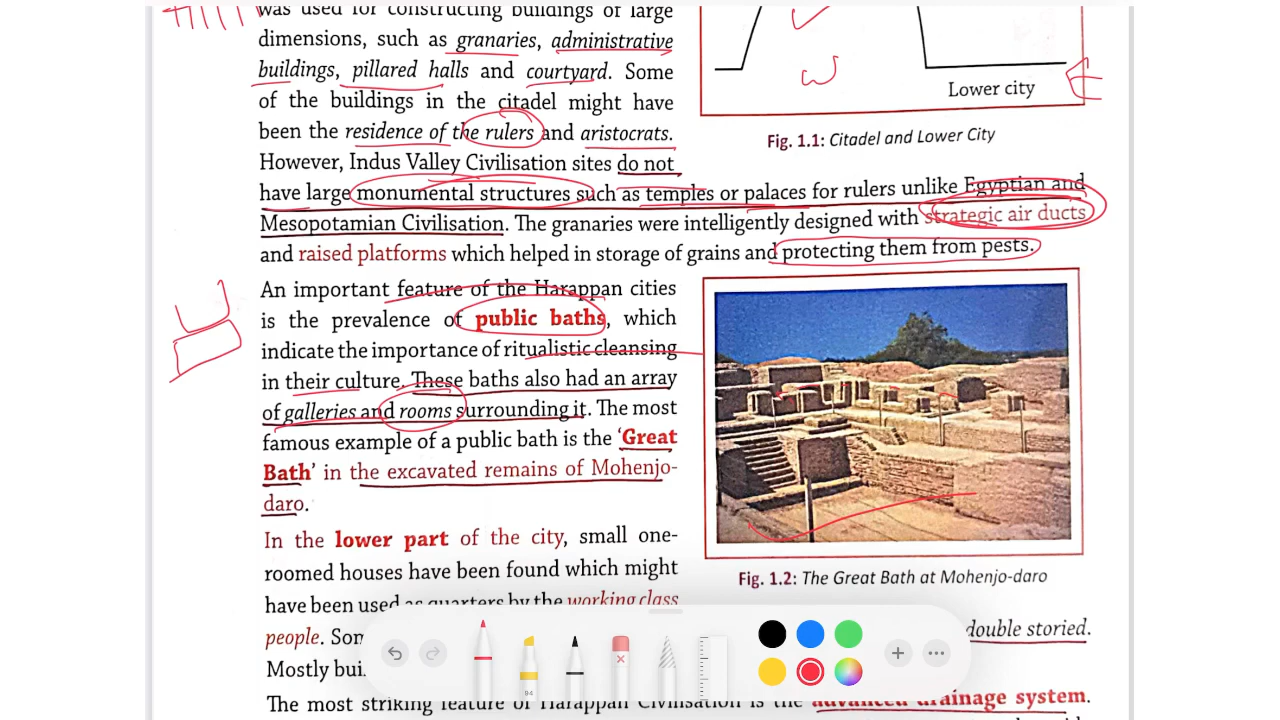 was used for constructing buildings of large
dimensions, such as granaries, administrative
buildings, pillared halls and courtyard. Some
of the buildings in the citadel might have
been the residence of the rulers and aristocrats.
However, Indus Valley Civilisation sites do not
have large monumental structures such as temples or palaces for rulers unlike Egyptian and
Mesopotamian Civilisation. The granaries were intelligently designed with strategic air ducts
and raised platforms which helped in storage of grains and protecting them from pests.
Lower city
Fig. 1.1: Citadel and Lower City
An important feature of the Harappan cities
is the prevalence of public baths, which
indicate the importance of ritualistic cleansing
in their culture. These baths also had an array
of galleries and rooms surrounding it. The most
famous example of a public bath is the 'Great
Bath' in the excavated remains of Mohenjo-
daro.
Fig. 1.2: The Great Bath at Mohenjo-daro
In the lower part of the city, small one-
roomed houses have been found which might
have been used as quarters by the working class
people. Som
double storied.
Mostly bui
The most striking feature of Harappan Civilisation is the advanced drainage system.
94